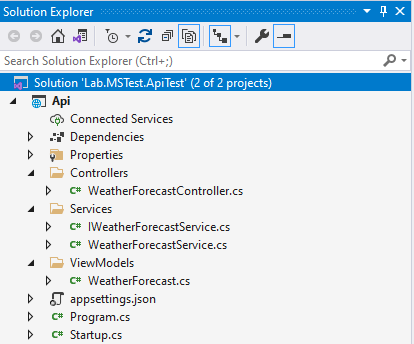 Solution Explorer
Search Solution Explorer (Ctrl+;)
Solution 'Lab.MSTest.ApiTest' (2 of 2 projects)
Api
Connected Services
Dependencies
Properties
Controllers
C# WeatherForecastController.cs
Services
C# IWeatherForecastService.cs
C# WeatherForecastService.cs
ViewModels
C# WeatherForecast.cs
appsettings.json
C# Program.cs
C# Startup.cs